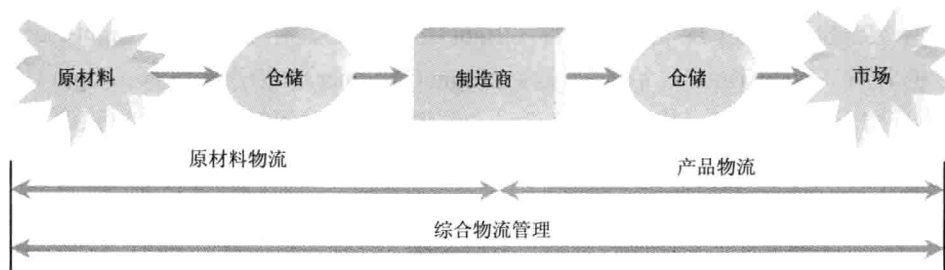 原材料
仓储
制造商
仓储
市场
原材料物流
产品物流
综合物流管理